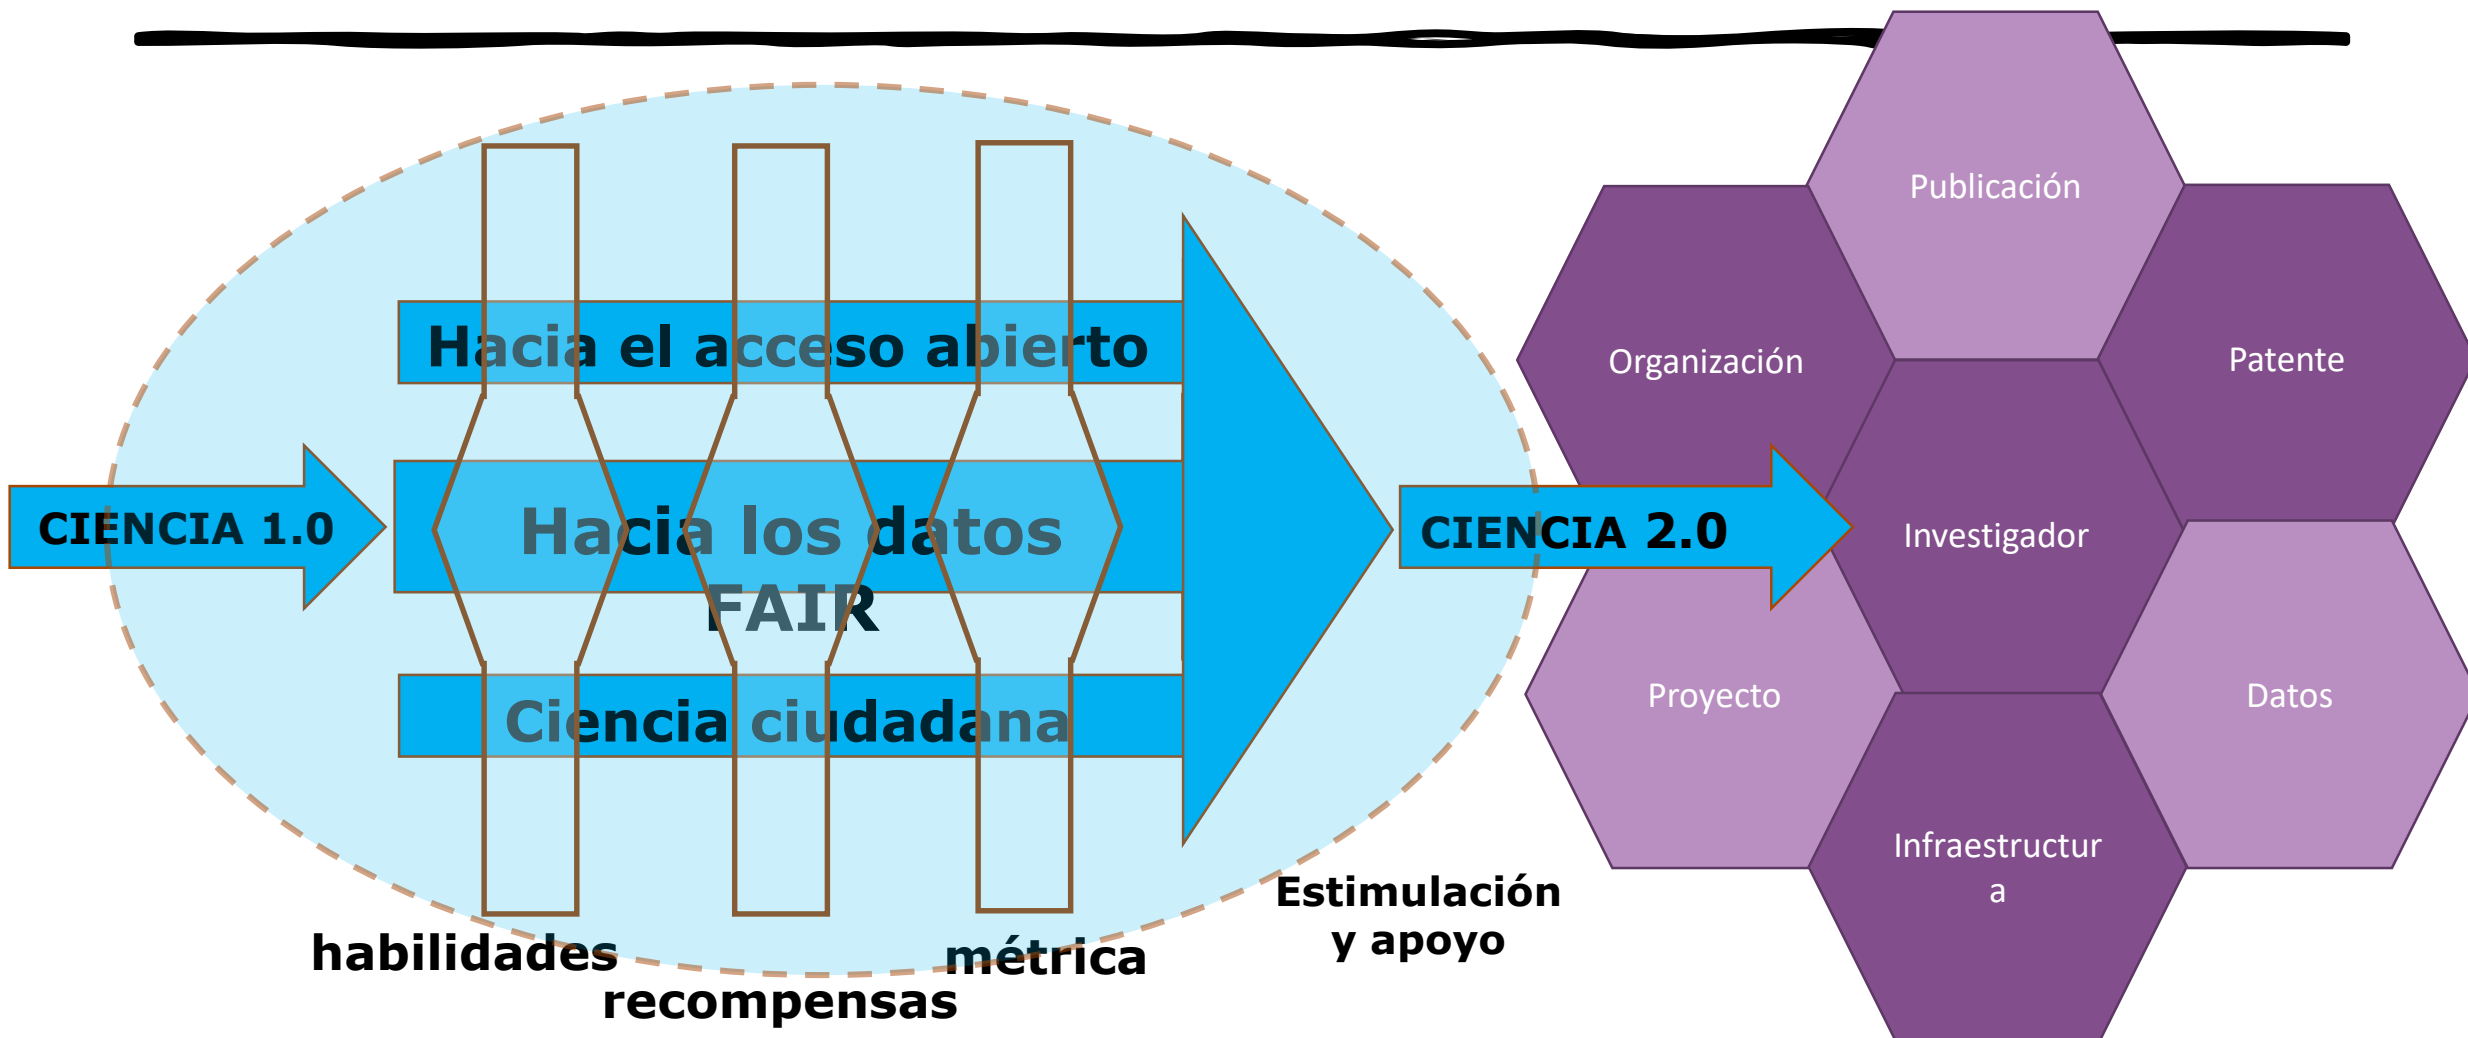 Publicación
Organización
Patente
Hacia el acceso abierto
CIENCIA 1.0
Hacia los datos
FAIR
CIENCIA 2.0
Investigador
Ciencia ciudadana
Proyecto
Datos
Infraestructur
a
Estimulación
y apoyo
habilidades
métrica
recompensas